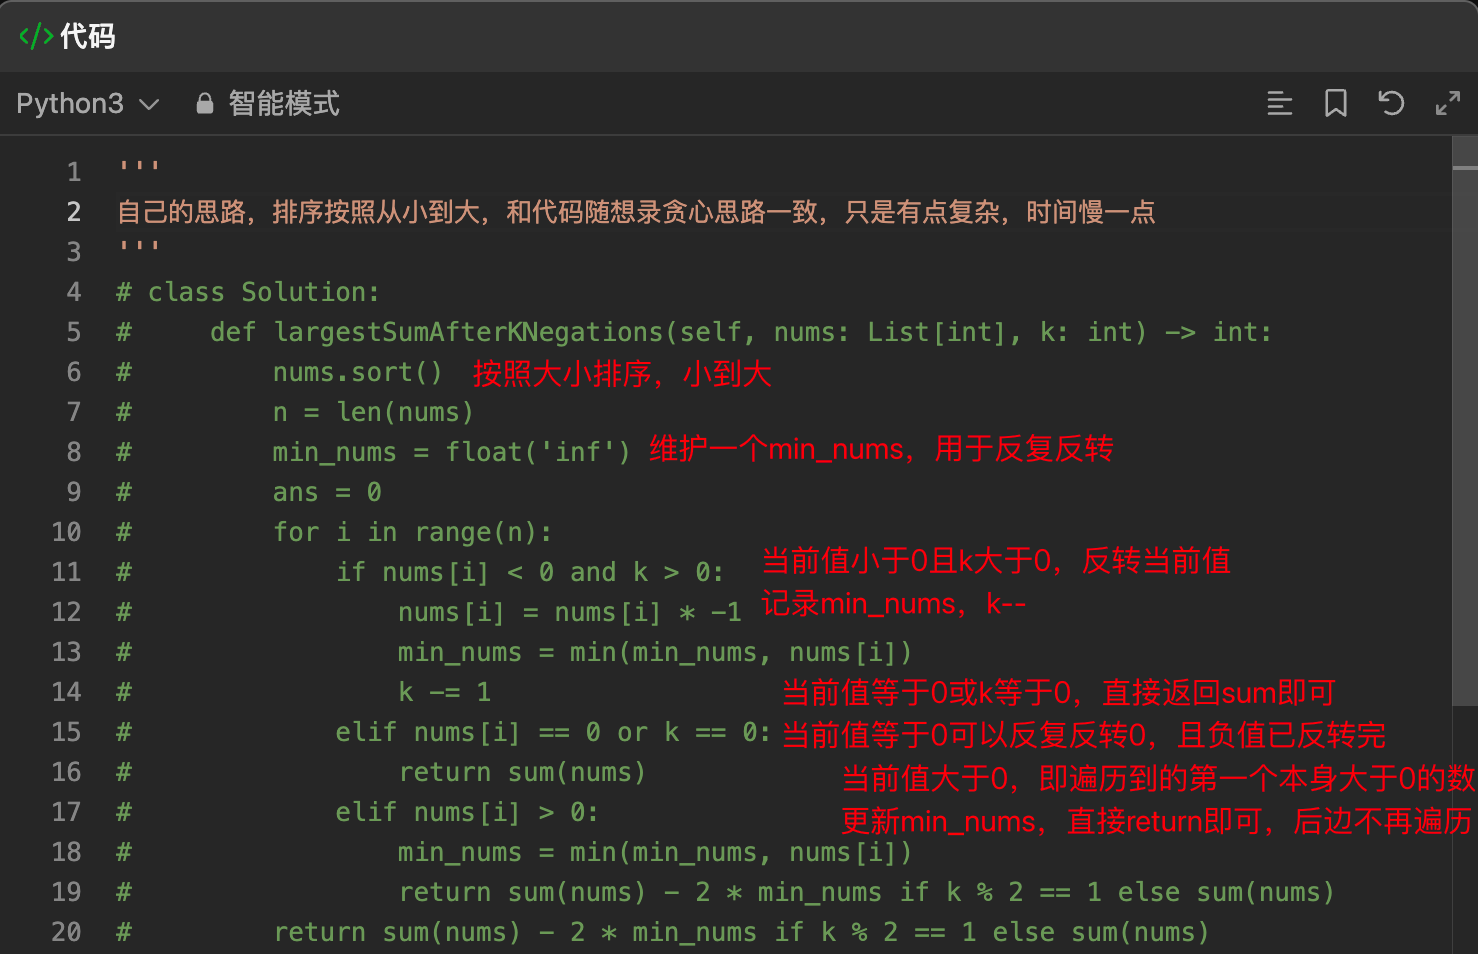 </> 代码
Python3 智能模式
1 '''
2 自己的思路，排序按照从小到大，和代码随想录贪心思路一致，只是有点复杂，时间慢一点
3 '''
4 # class Solution:
5 #     def largestSumAfterKNegations(self, nums: List[int], k: int) -> int:
6 #         nums.sort() 按照大小排序，小到大
7 #         n = len(nums)
8 #         min_nums = float('inf') 维护一个min_nums，用于反复反转
9 #         ans = 0
10 #         for i in range(n):
当前值小于0且k大于0，反转当前值
11 #             if nums[i] < 0 and k > 0:
记录min_nums，k--
12 #                 nums[i] = nums[i] * -1
13 #                 min_nums = min(min_nums, nums[i])
14 #                 k -= 1 当前值等于0或k等于0，直接返回sum即可
15 #             elif nums[i] == 0 or k == 0: 当前值等于0可以反复反转0，且负值已反转完
16 #                 return sum(nums) 当前值大于0，即遍历到的第一个本身大于0的数
17 #             elif nums[i] > 0: 更新min_nums，直接return即可，后边不再遍历
18 #                 min_nums = min(min_nums, nums[i])
19 #                 return sum(nums) - 2 * min_nums if k % 2 == 1 else sum(nums)
20 #         return sum(nums) - 2 * min_nums if k % 2 == 1 else sum(nums)